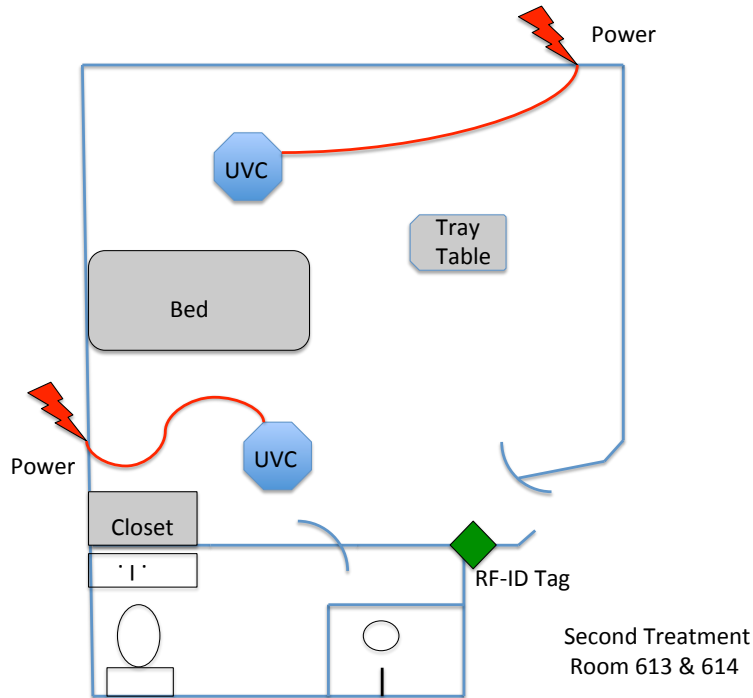 Power
UVC
Tray
Table
Bed
UVC
Power
Closet
RF-ID Tag
Second Treatment
Room 613 & 614